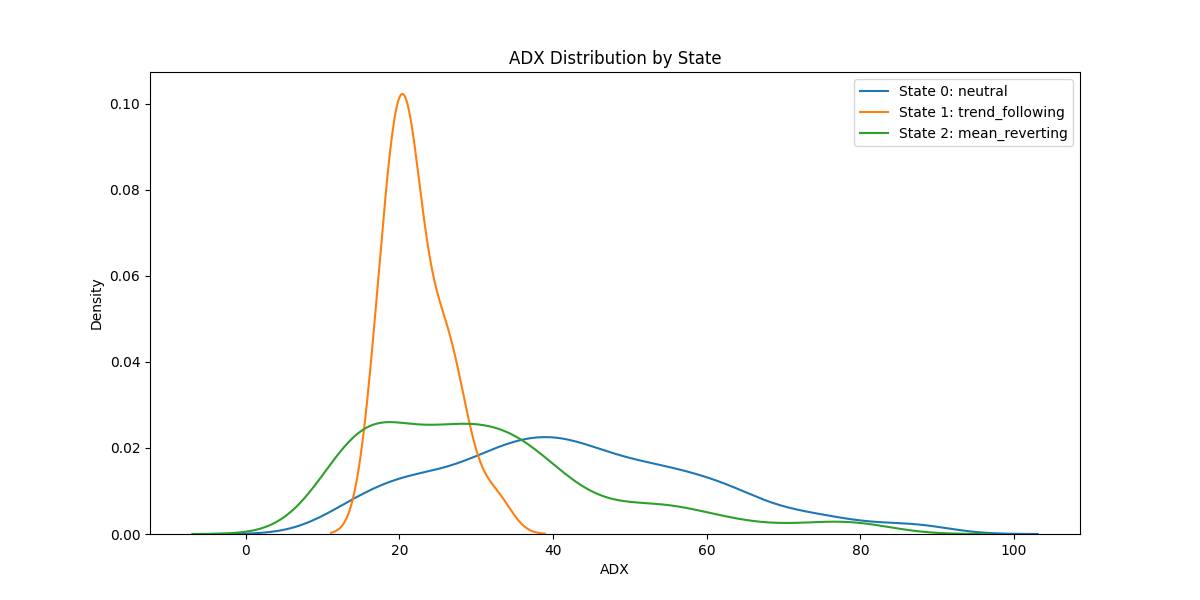 ADX Distribution by State
State 0: neutral
State 1: trend_following
State 2: mean_reverting
Density
0.10
0.08
0.06
0.04
0.02
0.00
0 20 40 60 80 100
ADX